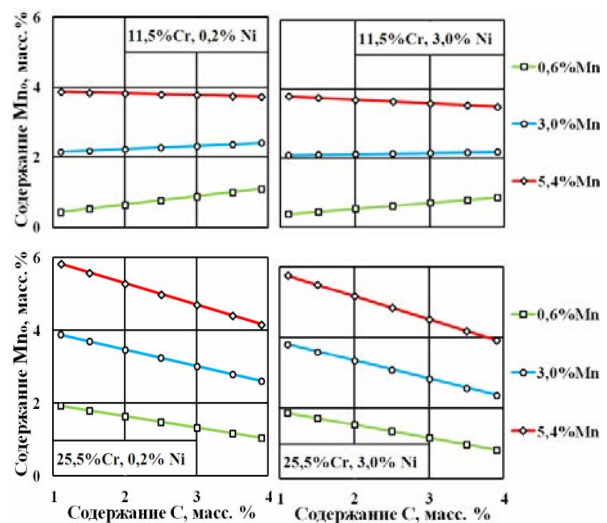 11,5%Cr, 0,2% Ni
11,5%Cr, 3,0% Ni
Содержание Mnₒ, масс. %
6
4
2
0
0,6%Mn
3,0%Mn
5,4%Mn
Содержание Mnₒ, масс. %
6
4
2
0
25,5%Cr, 0,2% Ni
25,5%Cr, 3,0% Ni
0,6%Mn
3,0%Mn
5,4%Mn
1 2 3 4
1 2 3 4
Содержание С, масс. %
Содержание С, масс. %